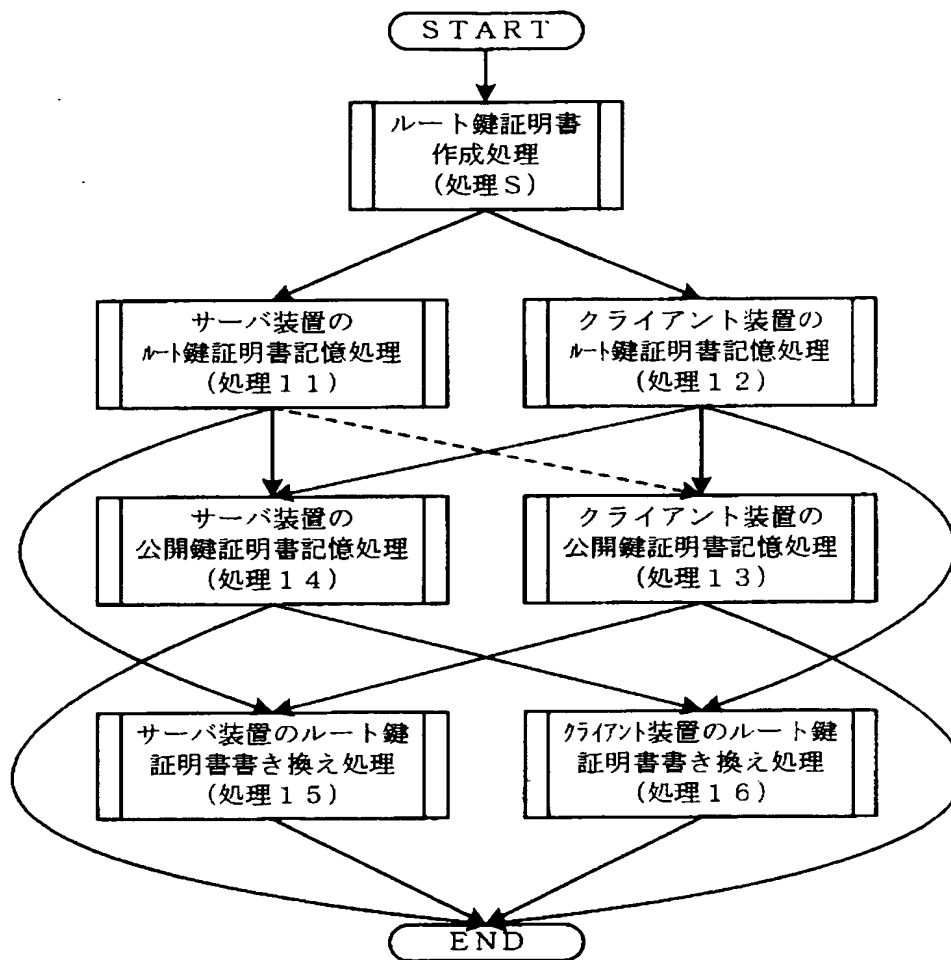 ＳＴＡＲＴ
ルート鍵証明書
作成処理
(処理Ｓ)
サーバ装置の
ﾙｰﾄ鍵証明書記憶処理
(処理１１)
クライアント装置の
ﾙｰﾄ鍵証明書記憶処理
(処理１２)
サーバ装置の
公開鍵証明書記憶処理
(処理１４)
クライアント装置の
公開鍵証明書記憶処理
(処理１３)
サーバ装置のルート鍵
証明書書き換え処理
(処理１５)
ｸﾗｲｱﾝﾄ装置のルート鍵
証明書書き換え処理
(処理１６)
ＥＮＤ